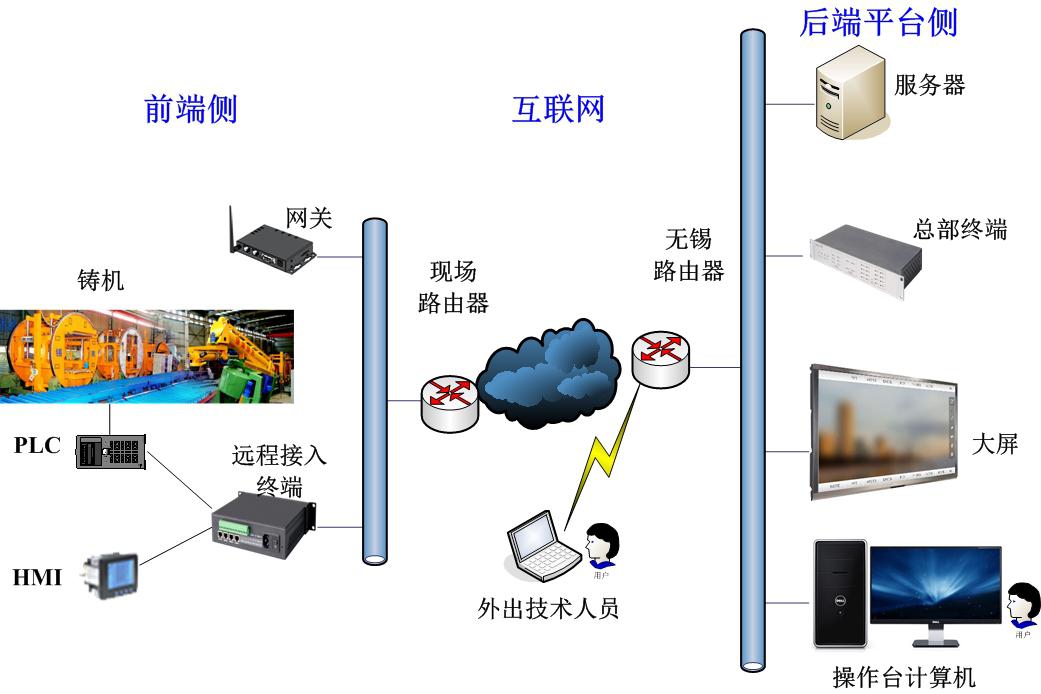 后端平台侧
服务器
前端侧
互联网
网关
总部终端
无锡
路由器
现场
路由器
铸机
PLC
远程接入
终端
大屏
HMI
用户
外出技术人员
DELL
DELL
用户
操作台计算机